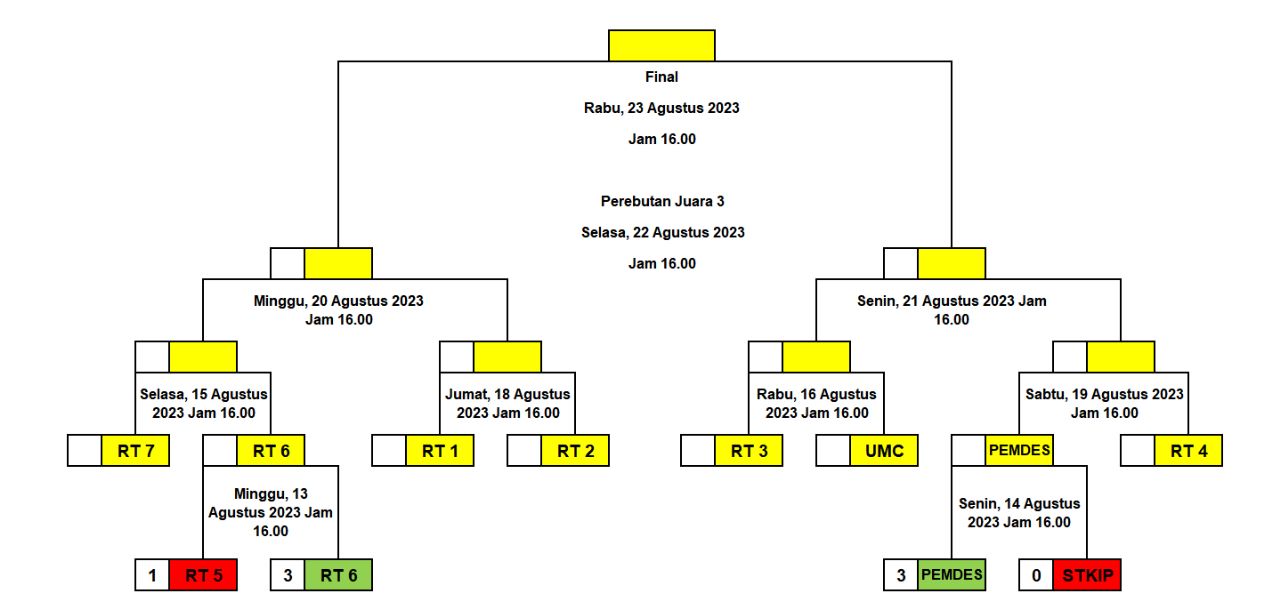 Final
Rabu, 23 Agustus 2023
Jam 16.00
Perebutan Juara 3
Selasa, 22 Agustus 2023
Jam 16.00
Minggu, 20 Agustus 2023
Jam 16.00
Senin, 21 Agustus 2023 Jam
16.00
Selasa, 15 Agustus
2023 Jam 16.00
Jumat, 18 Agustus
2023 Jam 16.00
Rabu, 16 Agustus
2023 Jam 16.00
Sabtu, 19 Agustus 2023
Jam 16.00
RT 7
RT 6
RT 1
RT 2
RT 3
UMC
PEMDES
RT 4
Minggu, 13
Agustus 2023 Jam
16.00
Senin, 14 Agustus
2023 Jam 16.00
1 RT 5
3 RT 6
3 PEMDES
0 STKIP